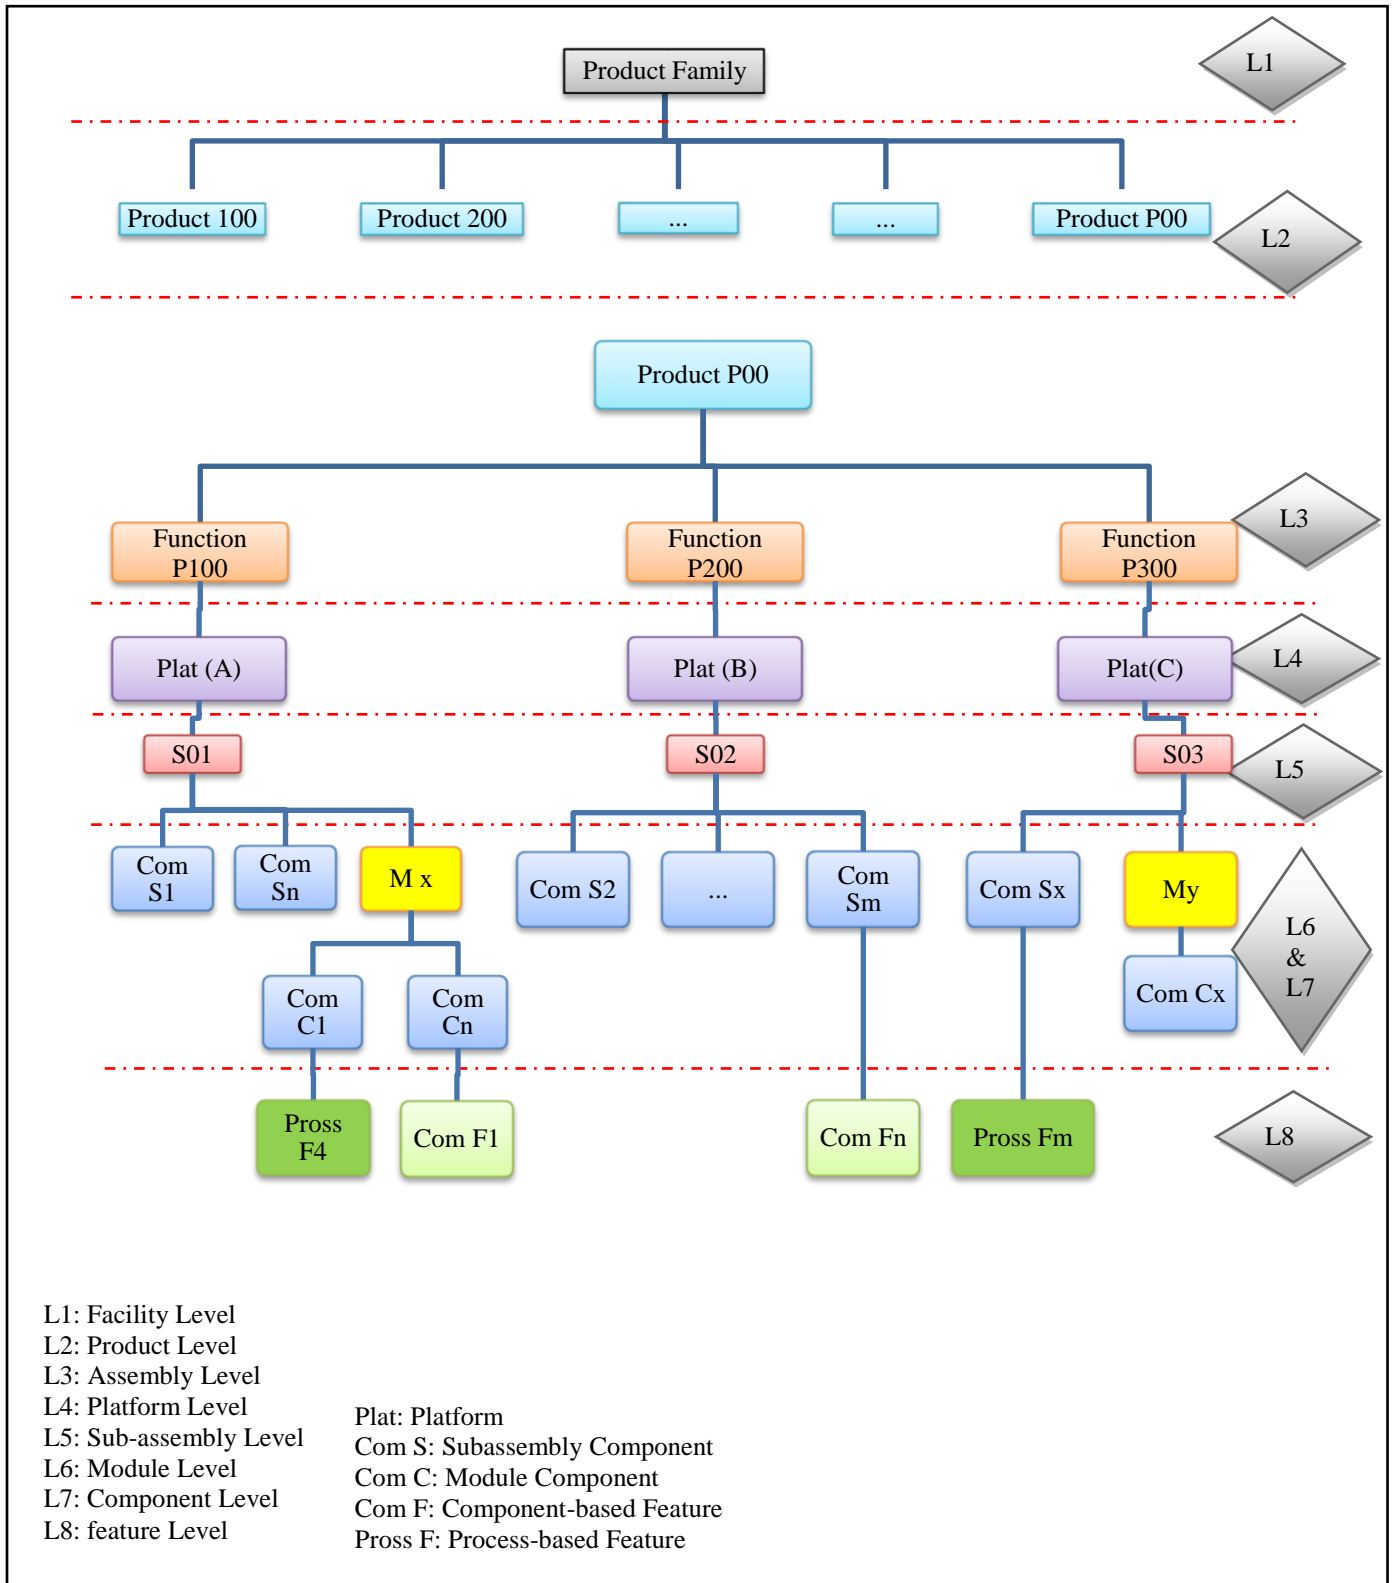 Product Family
L1
Product 100
Product 200
...
...
Product P00
L2
Product P00
Function
P100
Function
P200
Function
P300
L3
Plat (A)
Plat (B)
Plat(C)
L4
S01
S02
S03
L5
Com
S1
Com
Sn
M x
Com S2
...
Com
Sm
Com Sx
My
L6
&
L7
Com
C1
Com
Cn
Com Cx
Pross
F4
Com F1
Com Fn
Pross Fm
L8
L1: Facility Level
L2: Product Level
L3: Assembly Level
L4: Platform Level
L5: Sub-assembly Level
L6: Module Level
L7: Component Level
L8: feature Level
Plat: Platform
Com S: Subassembly Component
Com C: Module Component
Com F: Component-based Feature
Pross F: Process-based Feature